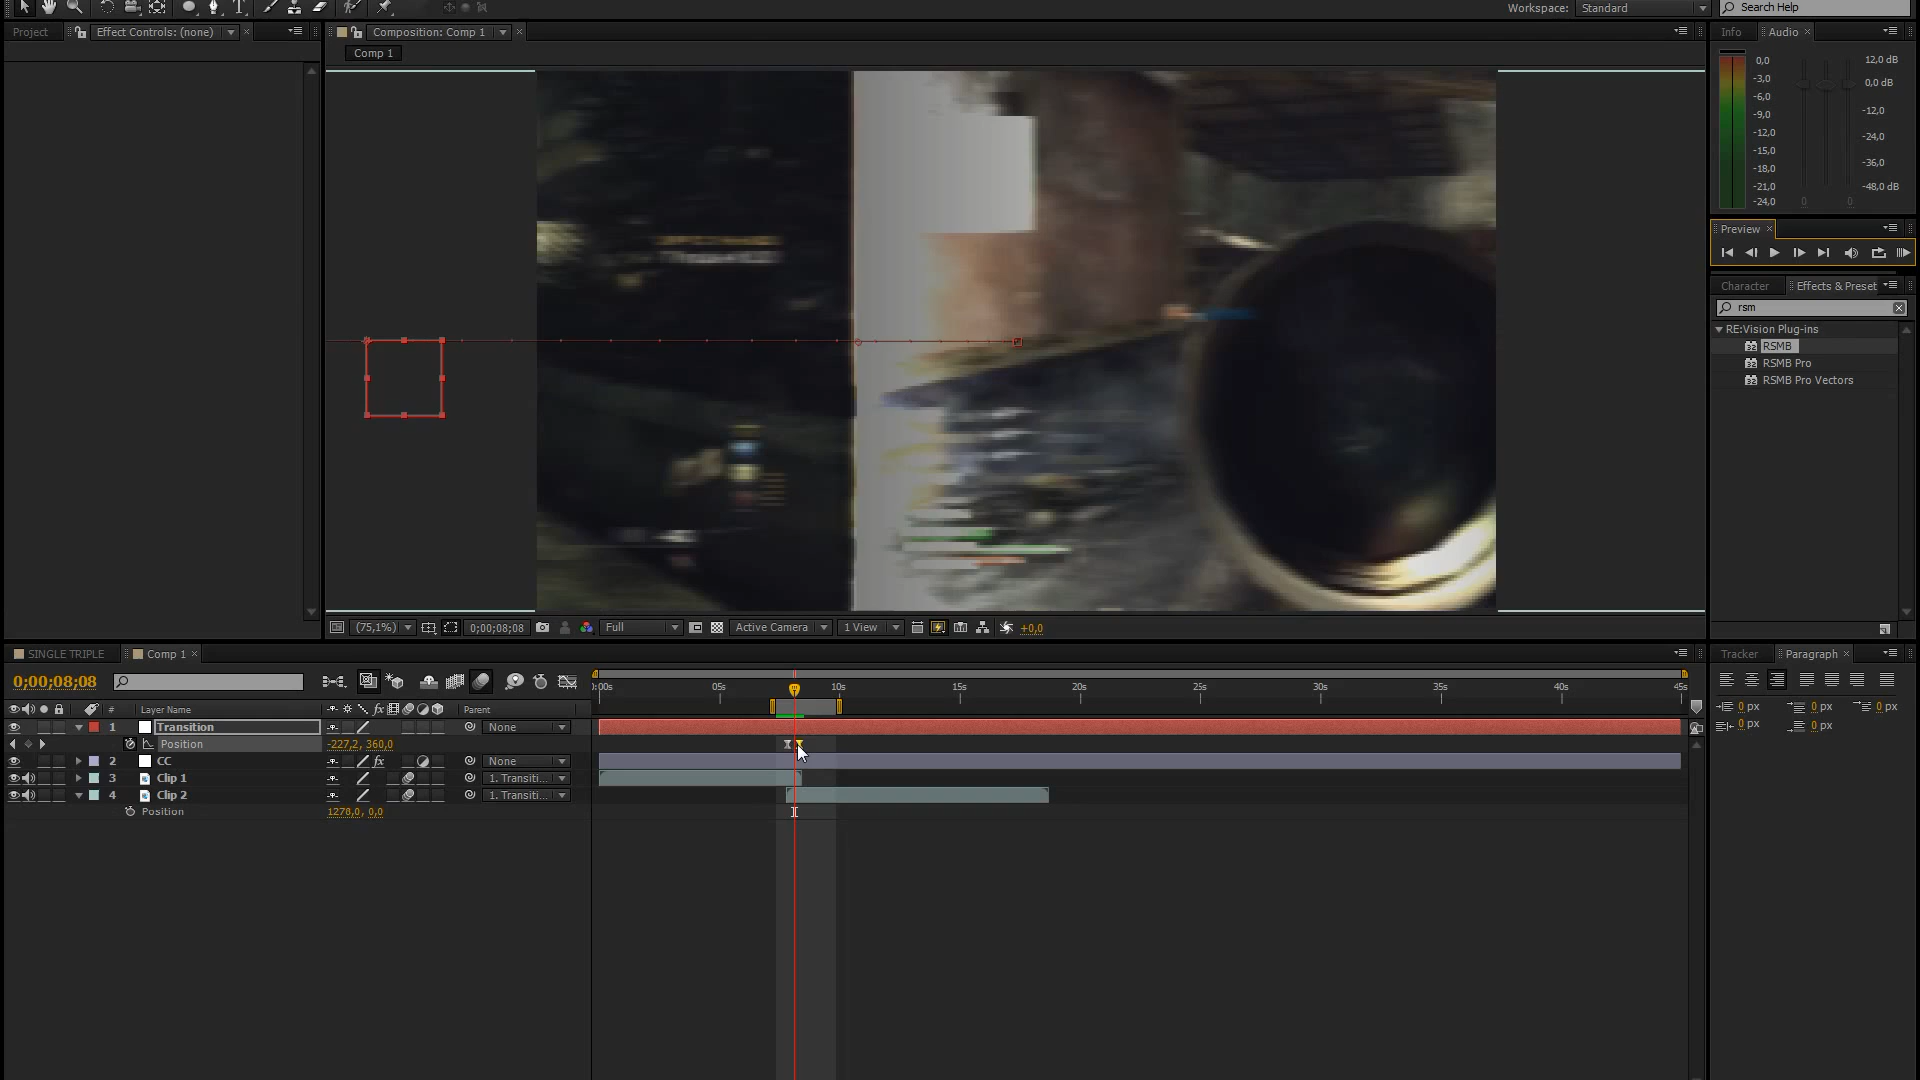 Workspace: Standard Search Help
Project Effect Controls: (none)
Composition: Comp 1
Info Audio
Comp 1
0,0 12,0 dB
-3,0 0,0 dB
-6,0
-9,0 -12,0
-12,0 -24,0
-15,0
-18,0 -36,0
-21,0 -48,0 dB
-24,0 0 0
Preview
Character Effects & Preset
rsm
RE:Vision Plug-ins
32 RSMB
32 RSMB Pro
32 RSMB Pro Vectors
(75,1%) 0;00;08;08 Full Active Camera 1 View +0,0
SINGLE TRIPLE Comp 1
Tracker Paragraph
0;00;08;08
):00s 05s 10s 15s 20s 25s 30s 35s 40s 45s
0 px 0 px 0 px
0 px 0 px
# Layer Name fx Parent
1 Transition None
Position -227,2, 360,0
2 CC fx None
3 Clip 1 1. Transiti...
4 Clip 2 1. Transiti...
Position 1278,0, 0,0